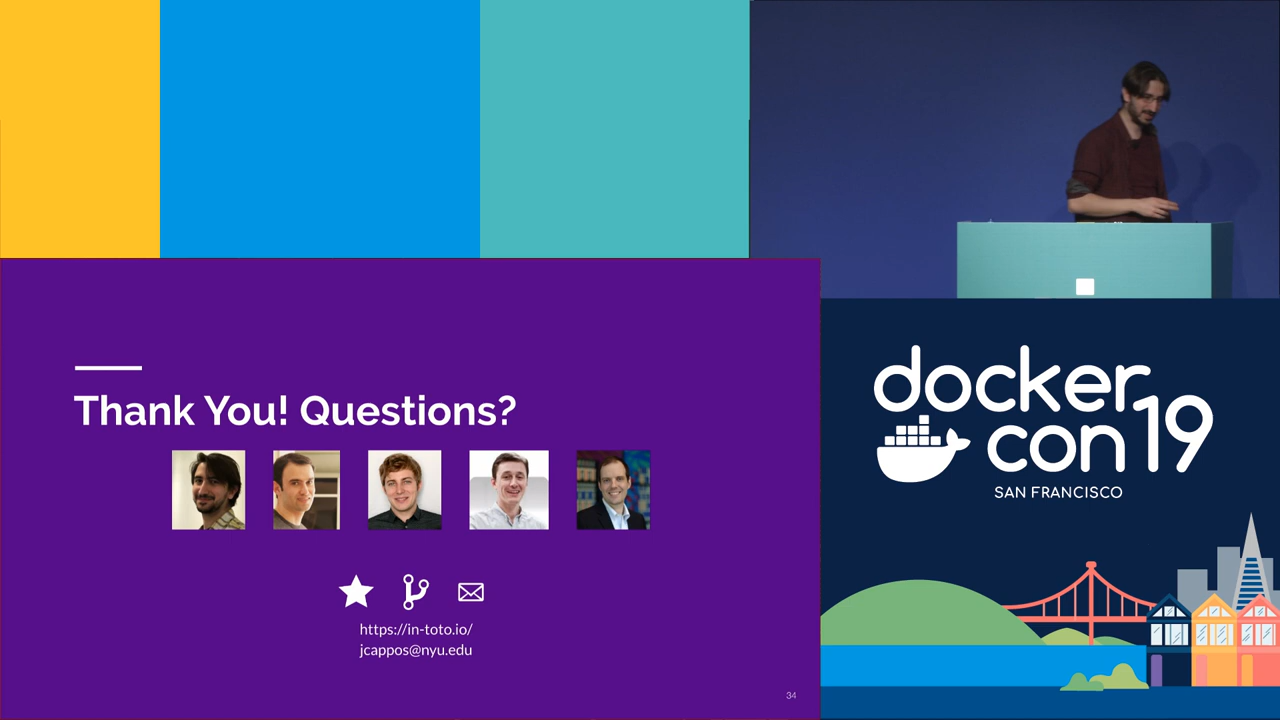 Thank You! Questions?
https://in-toto.io/
jcappos@nyu.edu
34
docker
con 19
SAN FRANCISCO